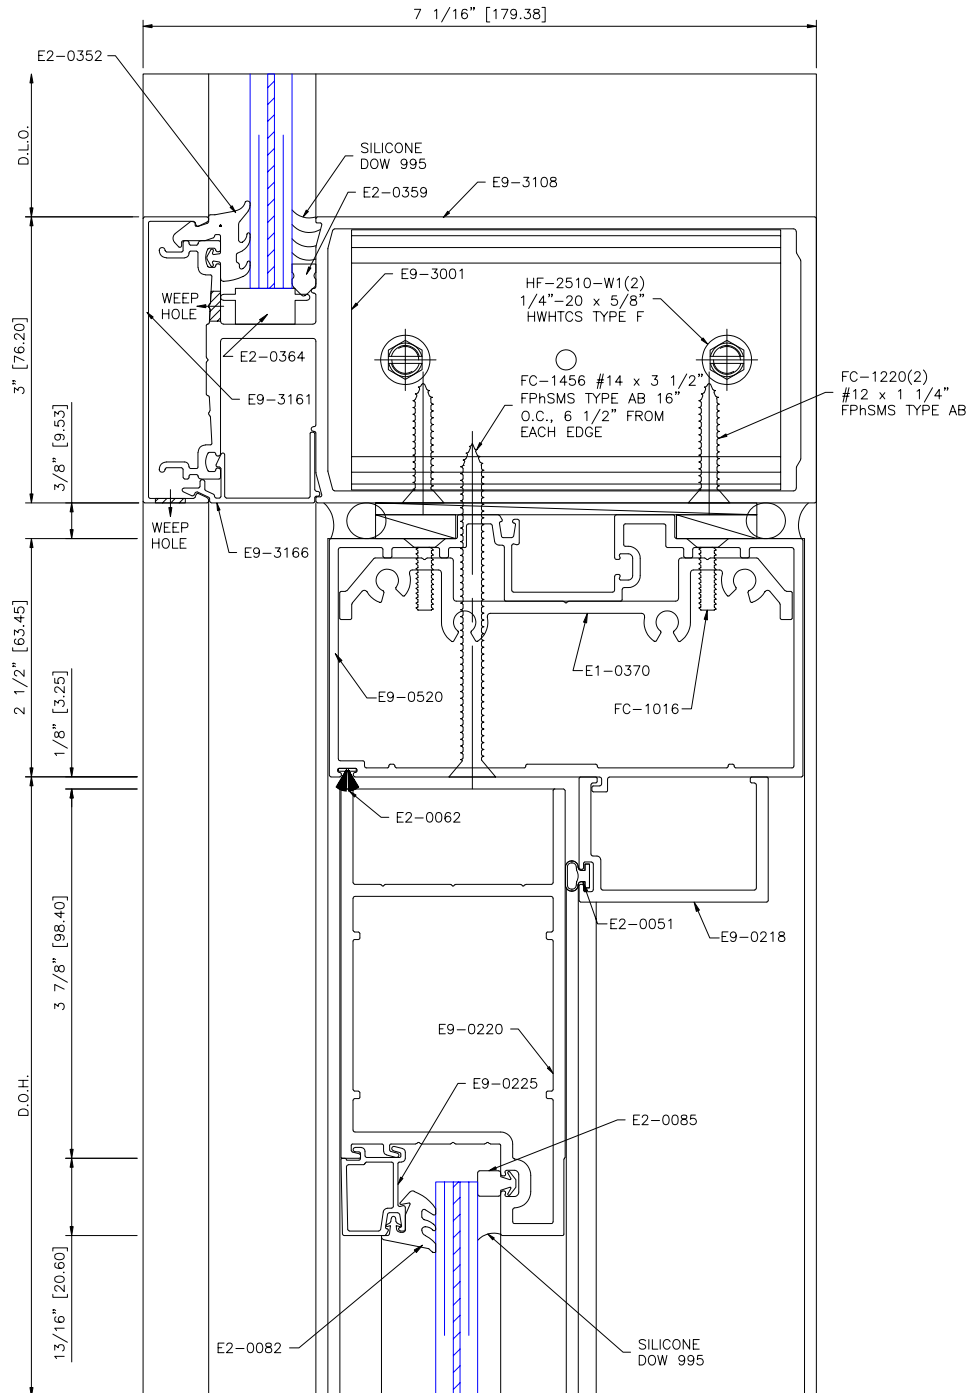 7 1/16" [179.38]
E2-0352
D.L.O.
SILICONE
DOW 995
E2-0359
E9-3108
E9-3001
HF-2510-W1(2)
1/4"-20 x 5/8"
HWHTCS TYPE F
WEEP
HOLE
E2-0364
3" [76.20]
E9-3161
FC-1456 #14 x 3 1/2"
FPhSMS TYPE AB 16"
O.C., 6 1/2" FROM
EACH EDGE
FC-1220(2)
#12 x 1 1/4"
FPhSMS TYPE AB
3/8" [9.53]
WEEP
HOLE
E9-3166
2 1/2" [63.45]
E1-0370
E9-0520
FC-1016
1/8" [3.25]
E2-0062
E2-0051
E9-0218
3 7/8" [98.40]
E9-0220
E9-0225
D.O.H.
E2-0085
13/16" [20.60]
E2-0082
SILICONE
DOW 995